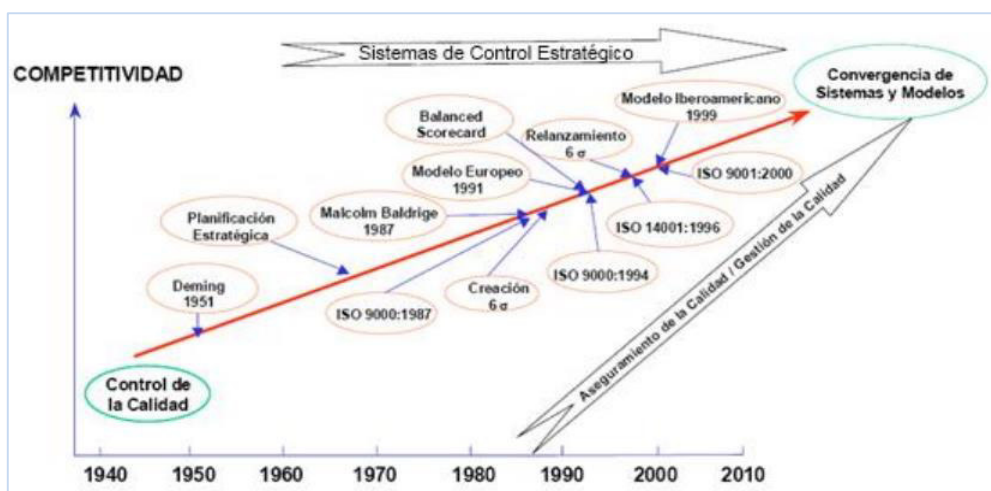 Sistemas de Control Estratégico
COMPETITIVIDAD
Convergencia de
Sistemas y Modelos
Modelo Iberoamericano
1999
Balanced
Scorecard
Relanzamiento
6 σ
Modelo Europeo
1991
ISO 9001:2000
Malcolm Baldrige
1987
Planificación
Estratégica
ISO 14001:1996
ISO 9000:1994
Deming
1951
Creación
6 σ
ISO 9000:1987
Aseguramiento de la Calidad / Gestión de la Calidad
Control de
la Calidad
1940 1950 1960 1970 1980 1990 2000 2010